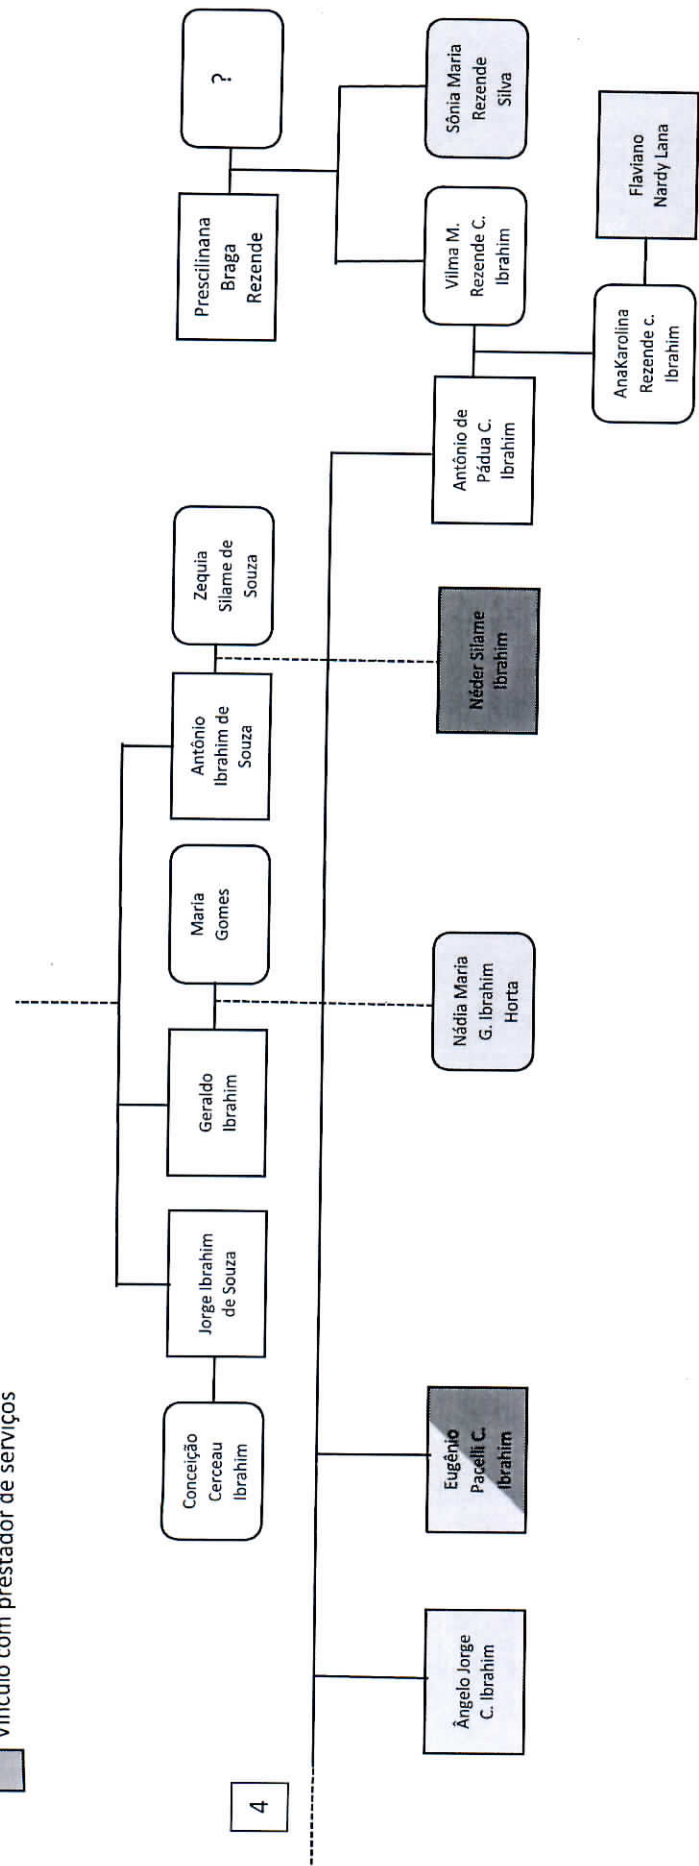 Vínculo com prestador de serviços
4
Conceição
Cerceau
Ibrahim
Jorge Ibrahim
de Souza
Geraldo
Ibrahim
Maria
Gomes
Antônio
Ibrahim de
Souza
Zequia
Silame de
Souza
Prescilinana
Braga
Rezende
?
Ângelo Jorge
C. Ibrahim
Eugênio
Pacelli C.
Ibrahim
Nádia Maria
G. Ibrahim
Horta
Néder Silame
Ibrahim
Antônio de
Pádua C.
Ibrahim
Vilma M.
Rezende C.
Ibrahim
Sônia Maria
Rezende
Silva
AnaKarolina
Rezende c.
Ibrahim
Flaviano
Nardy Lana